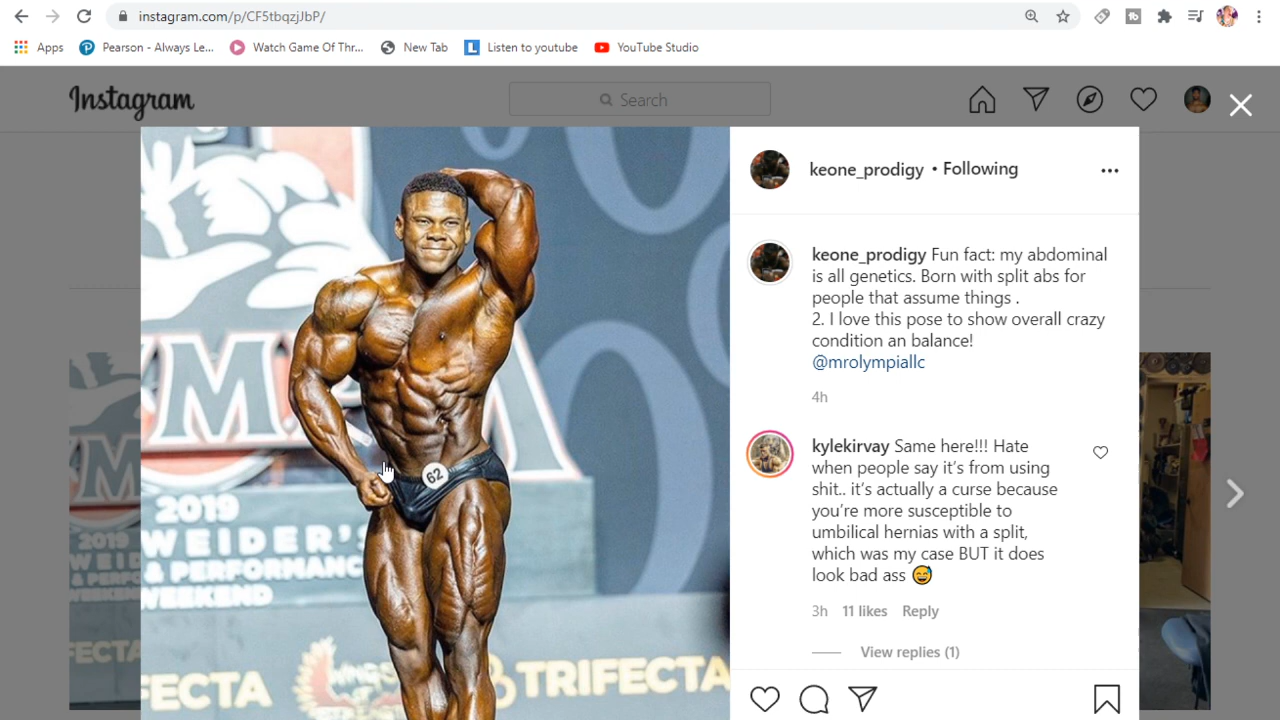 instagram.com/p/CF5tbqzjJbP/
Apps
Pearson - Always Le...
Watch Game Of Thr...
New Tab
Listen to youtube
YouTube Studio
Instagram
Search
keone_prodigy • Following
keone_prodigy Fun fact: my abdominal
is all genetics. Born with split abs for
people that assume things .
2. I love this pose to show overall crazy
condition an balance!
@mrolympiallc
4h
kylekirvay Same here!!! Hate
when people say it's from using
shit.. it's actually a curse because
you're more susceptible to
umbilical hernias with a split,
which was my case BUT it does
look bad ass 😅
3h 11 likes Reply
View replies (1)
62
2019
WEIDER'S
& PERFORMANCE
WEEKEND
TRIFECTA
2019
WE
& PERFO
WEEKEN
FECTA